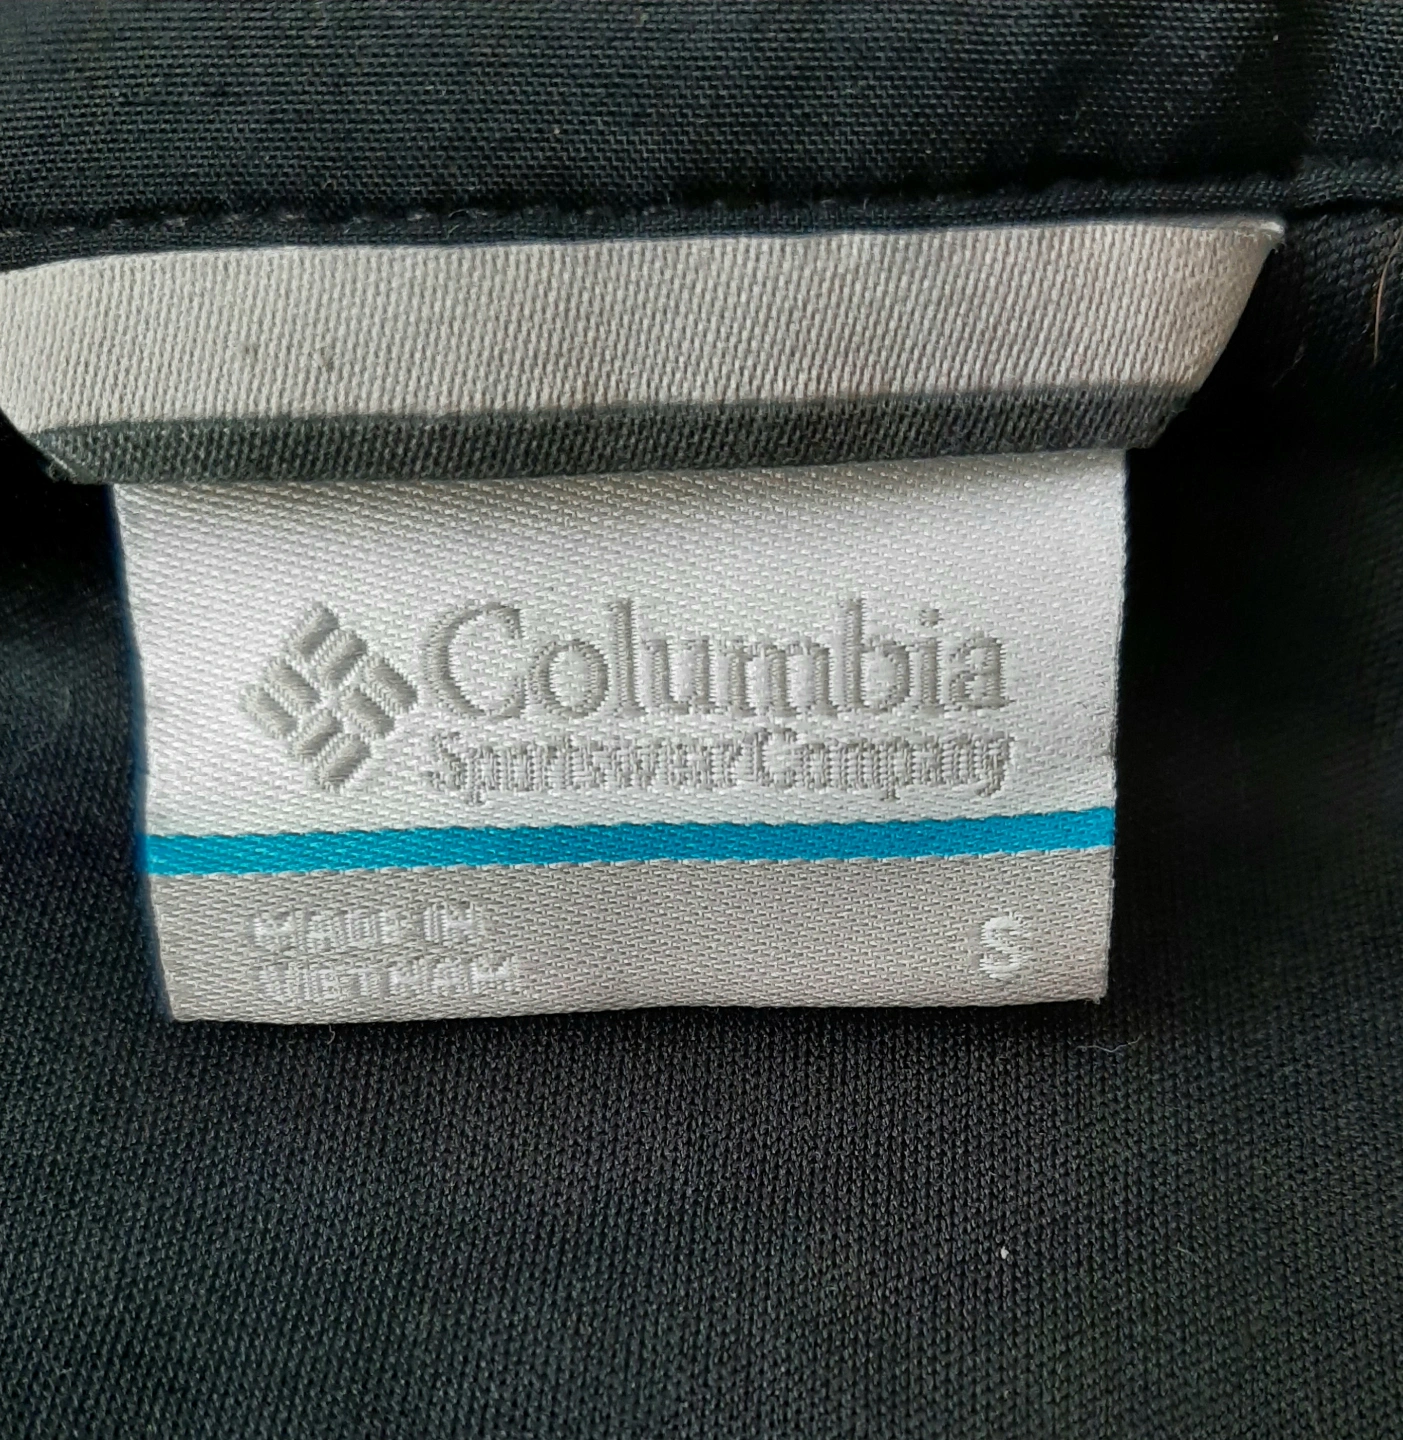 Columbia
Sportswear Company
MADE IN
VIETNAM
S